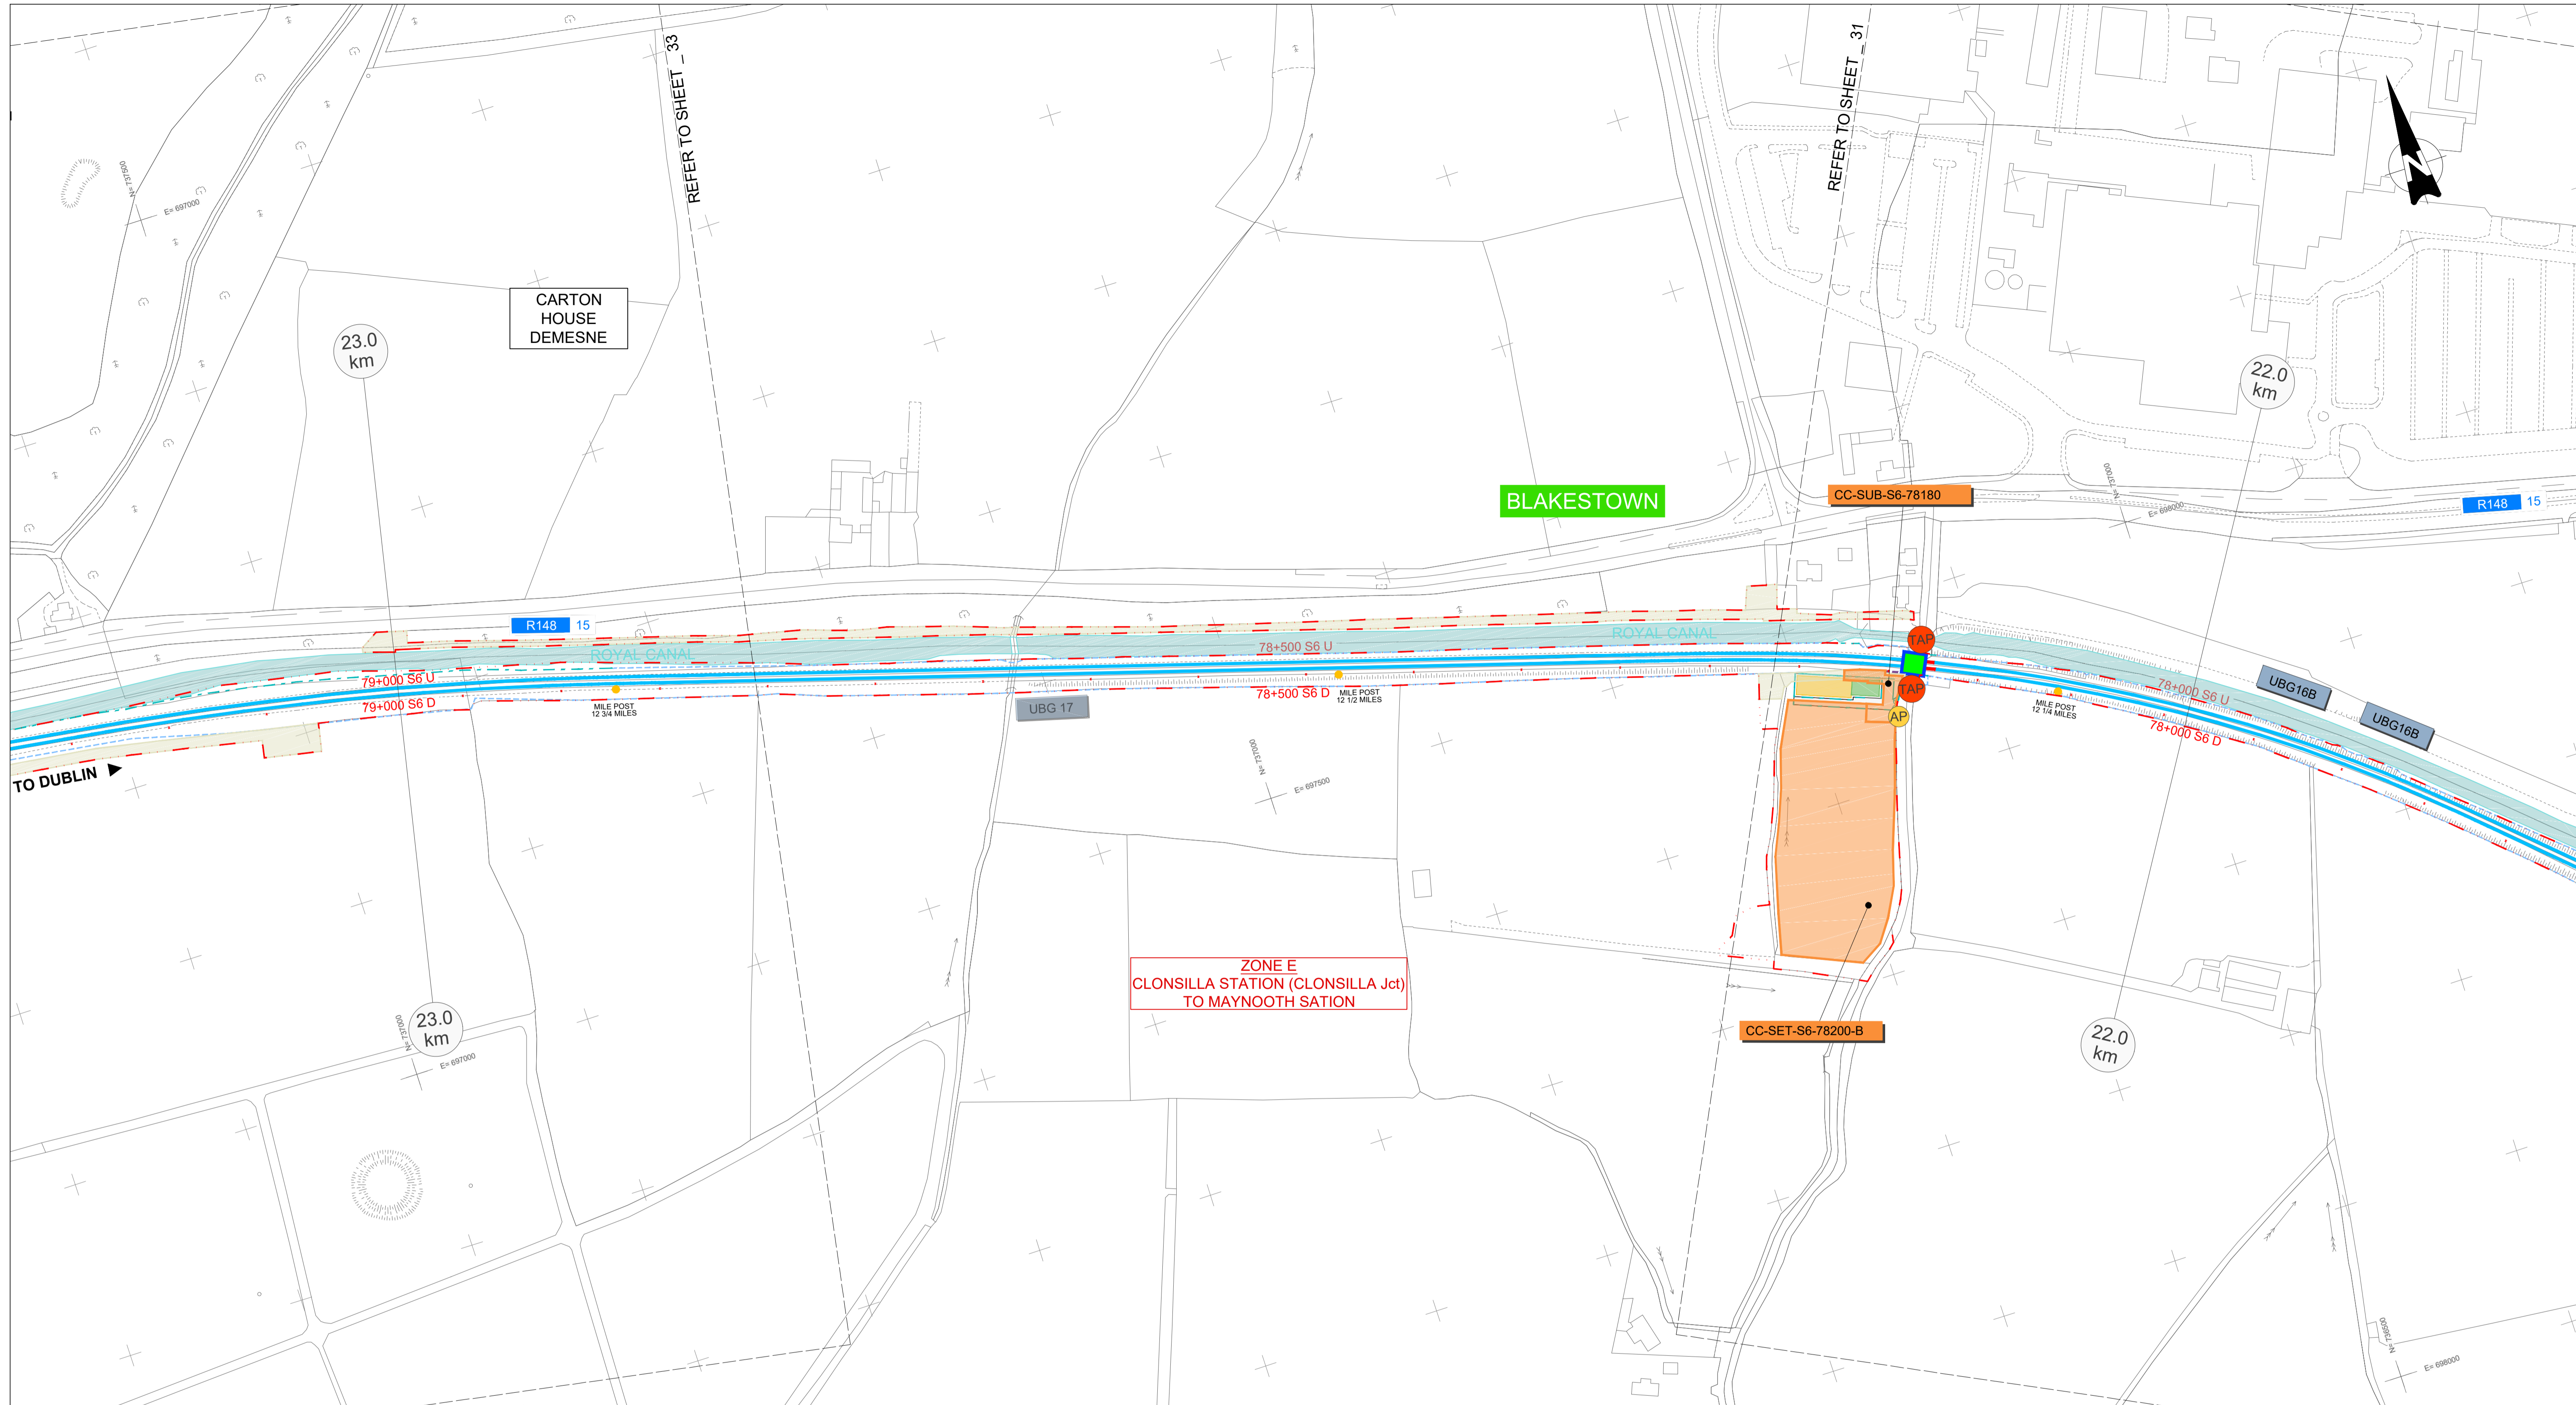 REFER TO SHEET _ 33
REFER TO SHEET _ 31
N= 737500
E= 697000
CARTON
HOUSE
DEMESNE
23.0
km
22.0
km
BLAKESTOWN
CC-SUB-S6-78180
N= 737000
E= 698000
R148 15
R148 15
ROYAL CANAL
ROYAL CANAL
78+500 S6 U
79+000 S6 U
79+000 S6 D
78+500 S6 D
MILE POST
12 3/4 MILES
MILE POST
12 1/2 MILES
UBG 17
TAP
TAP
AP
MILE POST
12 1/4 MILES
78+000 S6 U
78+000 S6 D
UBG16B
UBG16B
TO DUBLIN
N= 737000
E= 697500
ZONE E
CLONSILLA STATION (CLONSILLA Jct)
TO MAYNOOTH SATION
CC-SET-S6-78200-B
23.0
km
22.0
km
N= 737000
E= 697000
N= 736500
E= 698000